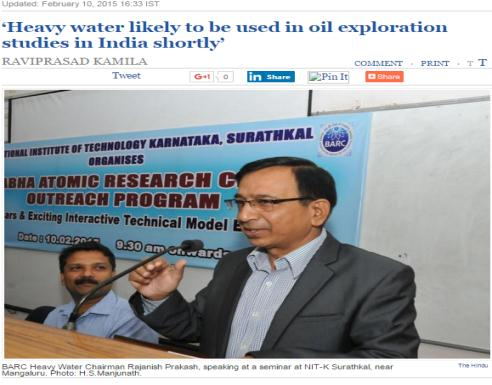 Updated: February 10, 2015 16:33 IST
‘Heavy water likely to be used in oil exploration
studies in India shortly’
RAVIPRASAD KAMILA
COMMENT · PRINT · T T
Tweet
G+1 0
in Share
Pin It
Share
TIONAL INSTITUTE OF TECHNOLOGY KARNATAKA, SURATHKAL
ORGANISES
BARC
ABHA ATOMIC RESEARCH C
OUTREACH PROGRAM
ars & Exciting Interactive Technical Model E
Date : 10.02.2015 9.30 am onwards
The Hindu
BARC Heavy Water Chairman Rajanish Prakash, speaking at a seminar at NIT-K Surathkal, near
Mangaluru. Photo: H.S.Manjunath.